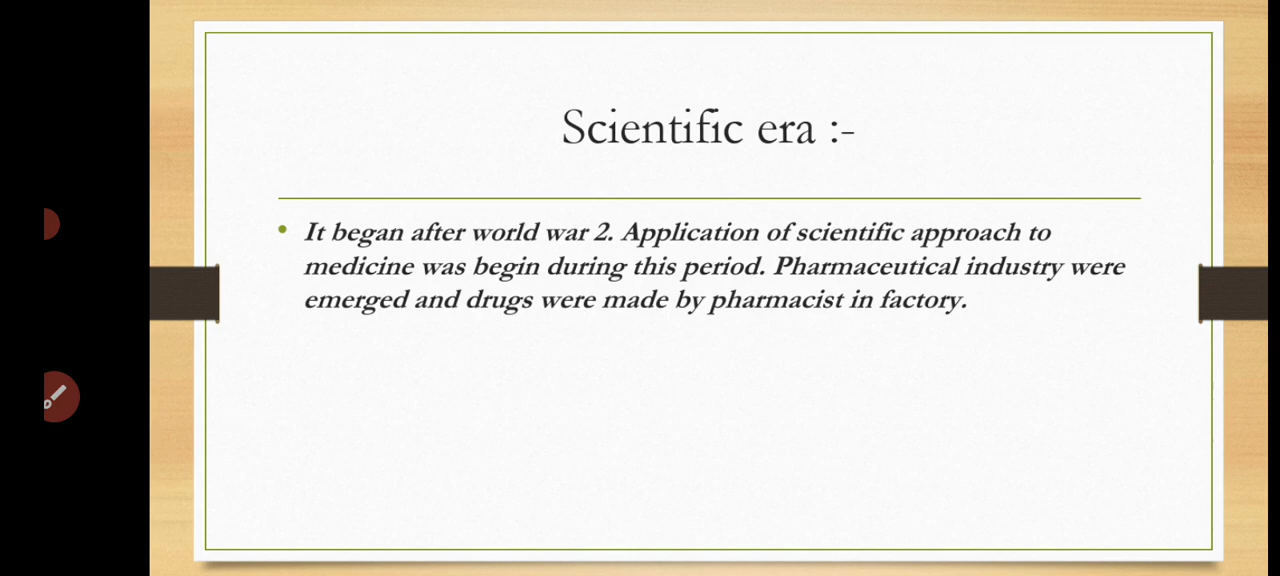 Scientific era :-
• It began after world war 2. Application of scientific approach to
medicine was begin during this period. Pharmaceutical industry were
emerged and drugs were made by pharmacist in factory.